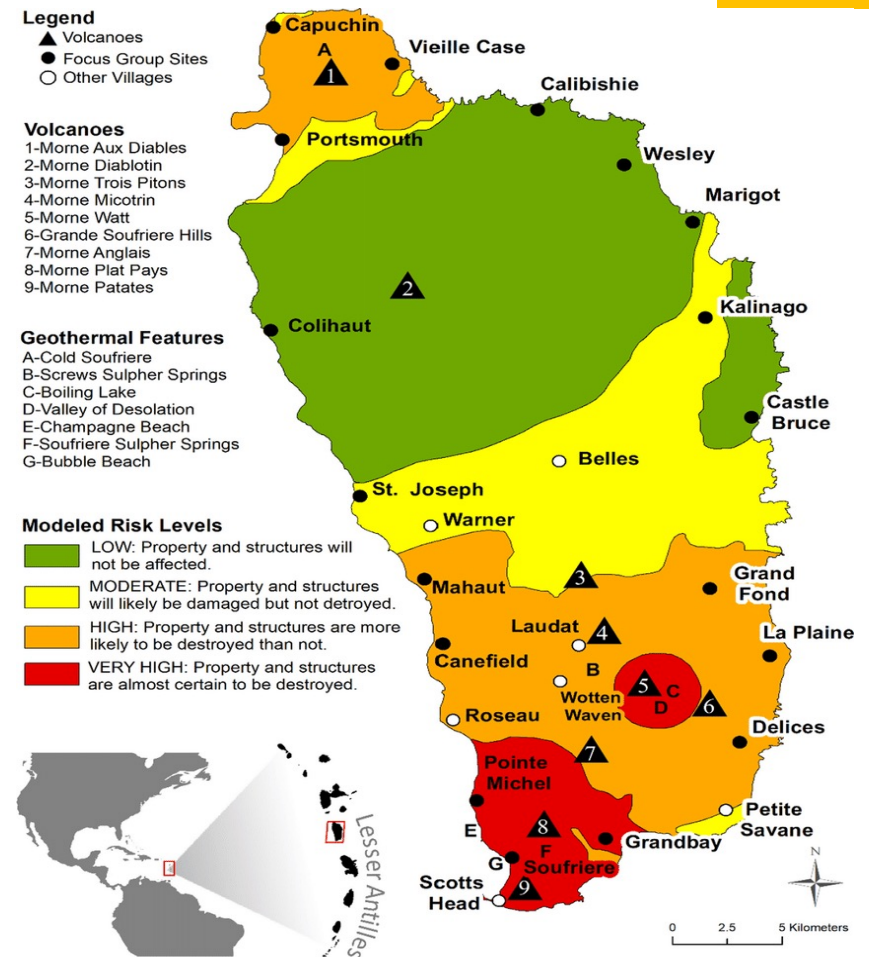 Legend
Volcanoes
Focus Group Sites
Other Villages
Volcanoes
1-Morne Aux Diables
2-Morne Diablotin
3-Morne Trois Pitons
4-Morne Micotrin
5-Morne Watt
6-Grande Soufriere Hills
7-Morne Anglais
8-Morne Plat Pays
9-Morne Patates
Geothermal Features
A-Cold Soufriere
B-Screws Sulpher Springs
C-Boiling Lake
D-Valley of Desolation
E-Champagne Beach
F-Soufriere Sulpher Springs
G-Bubble Beach
Modeled Risk Levels
LOW: Property and structures will
not be affected.
MODERATE: Property and structures
will likely be damaged but not detroyed.
HIGH: Property and structures are more
likely to be destroyed than not.
VERY HIGH: Property and structures
are almost certain to be destroyed.
Capuchin
A
1
Vieille Case
Calibishie
Portsmouth
Wesley
Marigot
2
Kalinago
Colihaut
Castle
Bruce
Belles
St. Joseph
Warner
3
Mahaut
Grand
Fond
Laudat
4
La Plaine
Canefield
B
5
C
D
6
Wotten
Waven
Roseau
Delices
7
Pointe
Michel
E
8
Petite
Savane
F
Grandbay
G
Soufriere
Scotts
Head
9
Lesser Antilles
N
0
2.5
5 Kilometers